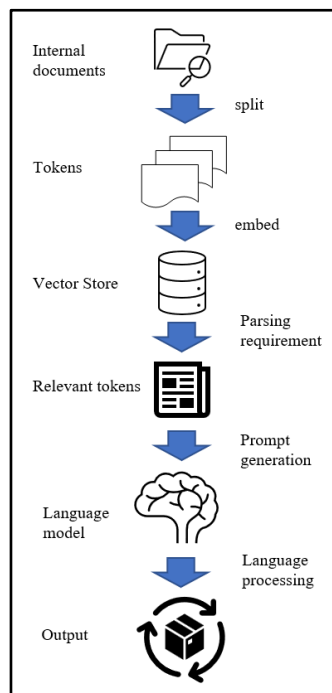 Internal
documents
split
Tokens
embed
Vector Store
Parsing
requirement
Relevant tokens
Prompt
generation
Language
model
Language
processing
Output